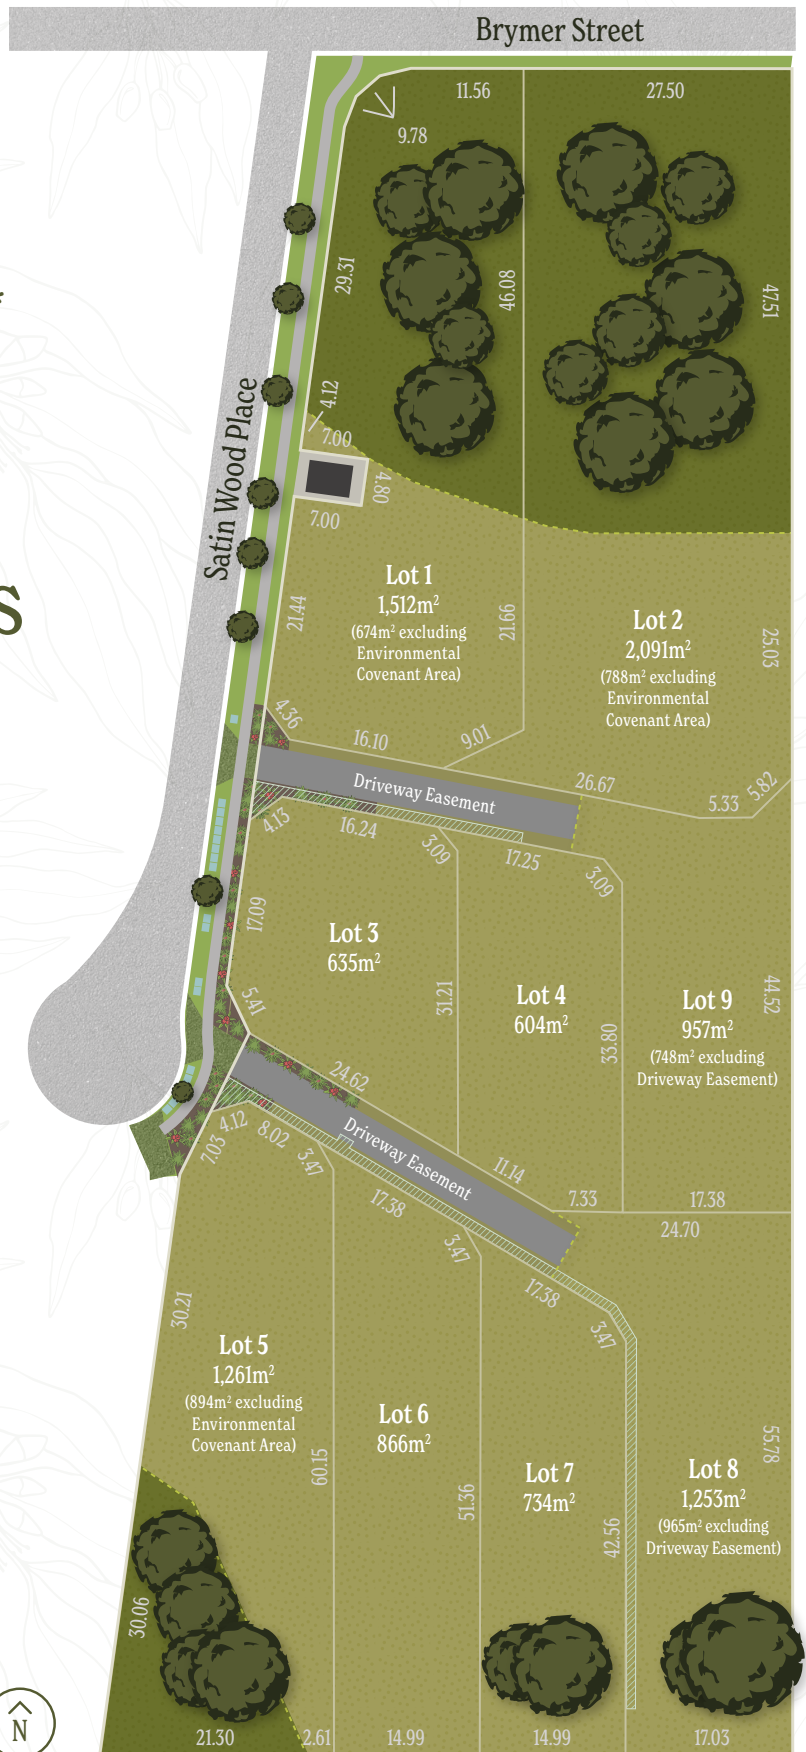 Brymer Street
11.56
27.50
9.78
29.31
46.08
47.51
4.12
7.00
4.80
7.00
Satin Wood Place
s
21.44
Lot 1
1,512m²
(674m² excluding
Environmental
Covenant Area)
21.66
Lot 2
2,091m²
(788m² excluding
Environmental
Covenant Area)
25.03
4.36
16.10
9.01
Driveway Easement
26.67
5.33
5.82
4.13
16.24
3.09
17.25
3.09
17.09
Lot 3
635m²
5.41
31.21
Lot 4
604m²
33.80
Lot 9
957m²
(748m² excluding
Driveway Easement)
44.52
24.62
Driveway Easement
11.14
7.33
17.38
24.70
7.03
4.12
8.02
3.47
17.38
3.47
17.38
3.47
30.21
Lot 5
1,261m²
(894m² excluding
Environmental
Covenant Area)
60.15
Lot 6
866m²
51.36
Lot 7
734m²
42.56
Lot 8
1,253m²
(965m² excluding
Driveway Easement)
55.78
30.06
N
21.30
2.61
14.99
14.99
17.03